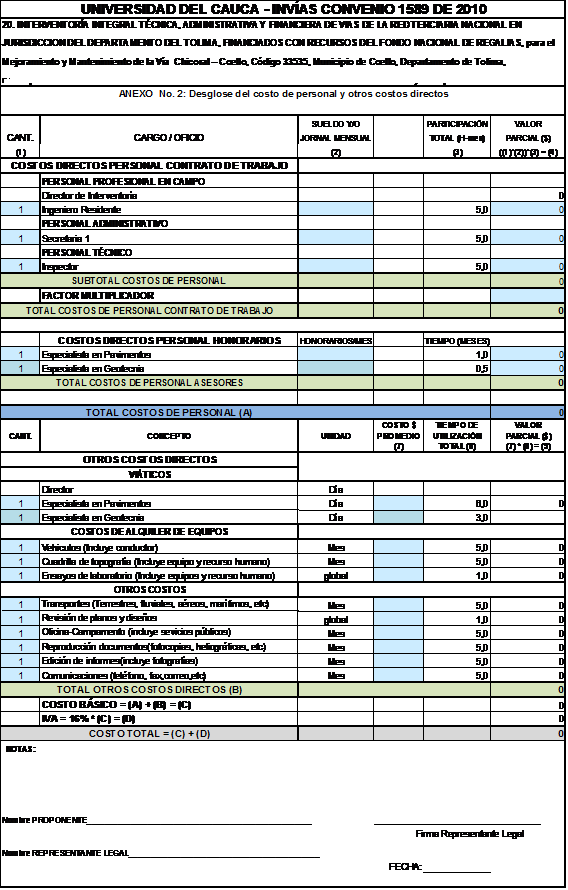 UNIVERSIDAD DEL CAUCA - INVÍAS CONVENIO 1589 DE 2010
20. INTERVENTORÍA INTEGRAL TÉCNICA, ADMINISTRATIVA Y FINANCIERA DE VIAS DE LA RED TERCIARIA NACIONAL EN
JURISDICCION DEL DEPARTAMENTO DEL TOLIMA, FINANCIADOS CON RECURSOS DEL FONDO NACIONAL DE REGALIAS, para el
Mejoramiento y Mantenimiento de la Vía Chicoral – Coello, Código 33535, Municipio de Coello, Departamento de Tolima.
ANEXO No. 2: Desglose del costo de personal y otros costos directos
CANT. (1) CARGO / OFICIO SUELDO Y/O JORNAL MENSUAL (2) PARTICIPACIÓN TOTAL (H-mes) (3) VALOR PARCIAL ($) ((1)*(2))*(3) = (4)
COSTOS DIRECTOS PERSONAL CONTRATO DE TRABAJO
PERSONAL PROFESIONAL EN CAMPO
Director de Interventoria 0
1 Ingeniero Residente 5,0 0
PERSONAL ADMINISTRATIVO
1 Secretaria 1 5,0 0
PERSONAL TÉCNICO
1 Inspector 5,0 0
SUBTOTAL COSTOS DE PERSONAL 0
FACTOR MULTIPLICADOR
TOTAL COSTOS DE PERSONAL CONTRATO DE TRABAJO 0
COSTOS DIRECTOS PERSONAL HONORARIOS HONORARIOS/MES TIEMPO (MESES)
1 Especialista en Pavimentos 1,0 0
1 Especialista en Geotecnia 0,5 0
TOTAL COSTOS DE PERSONAL ASESORES 0
TOTAL COSTOS DE PERSONAL (A) 0
CANT. CONCEPTO UNIDAD COSTO $ PROMEDIO (7) TIEMPO DE UTILIZACIÓN TOTAL (8) VALOR PARCIAL ($) (7) * (8) = (9)
OTROS COSTOS DIRECTOS
VIÁTICOS
Director Día
1 Especialista en Pavimentos Día 6,0 0
1 Especialista en Geotecnia Día 3,0
COSTOS DE ALQUILER DE EQUIPOS
1 Vehículos (Incluye conductor) Mes 5,0 0
1 Cuadrilla de topografía (Incluye equipo y recurso humano) Mes 5,0 0
1 Ensayos de laboratorio (Incluye equipos y recurso humano) global 1,0 0
OTROS COSTOS
1 Transportes (Terrestres, fluviales, aéreos, marítimos, etc) Mes 5,0 0
1 Revisión de planos y diseños global 1,0 0
1 Oficina-Campamento (incluye servicios públicos) Mes 5,0 0
1 Reproducción documentos(fotocopias, heliográficas, etc) Mes 5,0 0
1 Edición de informes(incluye fotografías) Mes 5,0 0
1 Comunicaciones (teléfono, fax,correo,etc) Mes 5,0 0
TOTAL OTROS COSTOS DIRECTOS (B) 0
COSTO BÁSICO = (A) + (B) = (C) 0
IVA = 16% * (C) = (D) 0
COSTO TOTAL = (C) + (D) 0
NOTAS:
Nombre PROPONENTE
Firma Representante Legal
Nombre REPRESENTANTE LEGAL
FECHA: